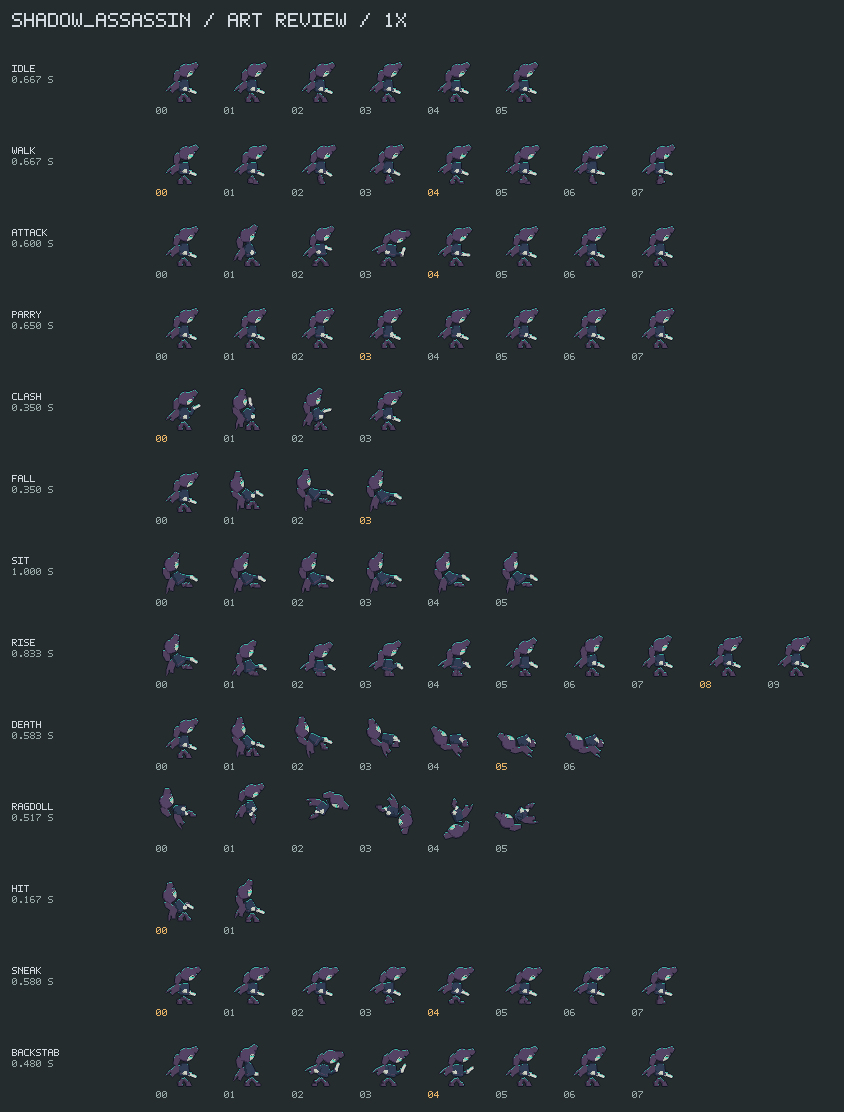 SHADOW_ASSASSIN / ART REVIEW / 1X
IDLE
0.667 S
00 01 02 03 04 05
WALK
0.667 S
00 01 02 03 04 05 06 07
ATTACK
0.600 S
00 01 02 03 04 05 06 07
PARRY
0.650 S
00 01 02 03 04 05 06 07
CLASH
0.350 S
00 01 02 03
FALL
0.350 S
00 01 02 03
SIT
1.000 S
00 01 02 03 04 05
RISE
0.833 S
00 01 02 03 04 05 06 07 08 09
DEATH
0.583 S
00 01 02 03 04 05 06
RAGDOLL
0.517 S
00 01 02 03 04 05
HIT
0.167 S
00 01
SNEAK
0.580 S
00 01 02 03 04 05 06 07
BACKSTAB
0.480 S
00 01 02 03 04 05 06 07